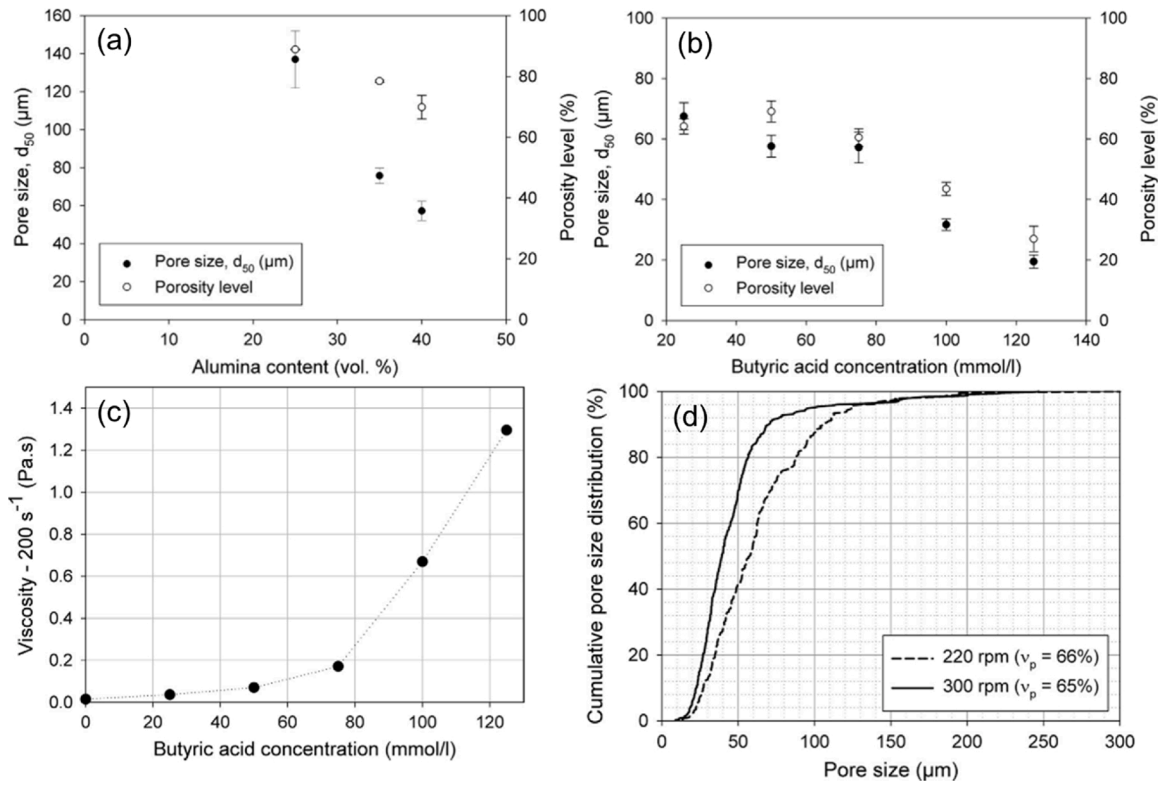 (a)
160
140
120
100
80
60
40
20
0
Pore size, d50 (µm)
100
80
60
40
20
0
Porosity level (%)
Pore size, d50 (µm)
Porosity level
0 10 20 30 40 50
Alumina content (vol. %)
(b)
100
80
60
40
20
0
Pore size, d50 (µm)
100
80
60
40
20
0
Porosity level (%)
Pore size, d50 (µm)
Porosity level
20 40 60 80 100 120 140
Butyric acid concentration (mmol/l)
(c)
1.4
1.2
1.0
0.8
0.6
0.4
0.2
0.0
Viscosity - 200 s-1 (Pa.s)
0 20 40 60 80 100 120
Butyric acid concentration (mmol/l)
(d)
100
80
60
40
20
0
Cumulative pore size distribution (%)
220 rpm (νp = 66%)
300 rpm (νp = 65%)
0 50 100 150 200 250 300
Pore size (µm)